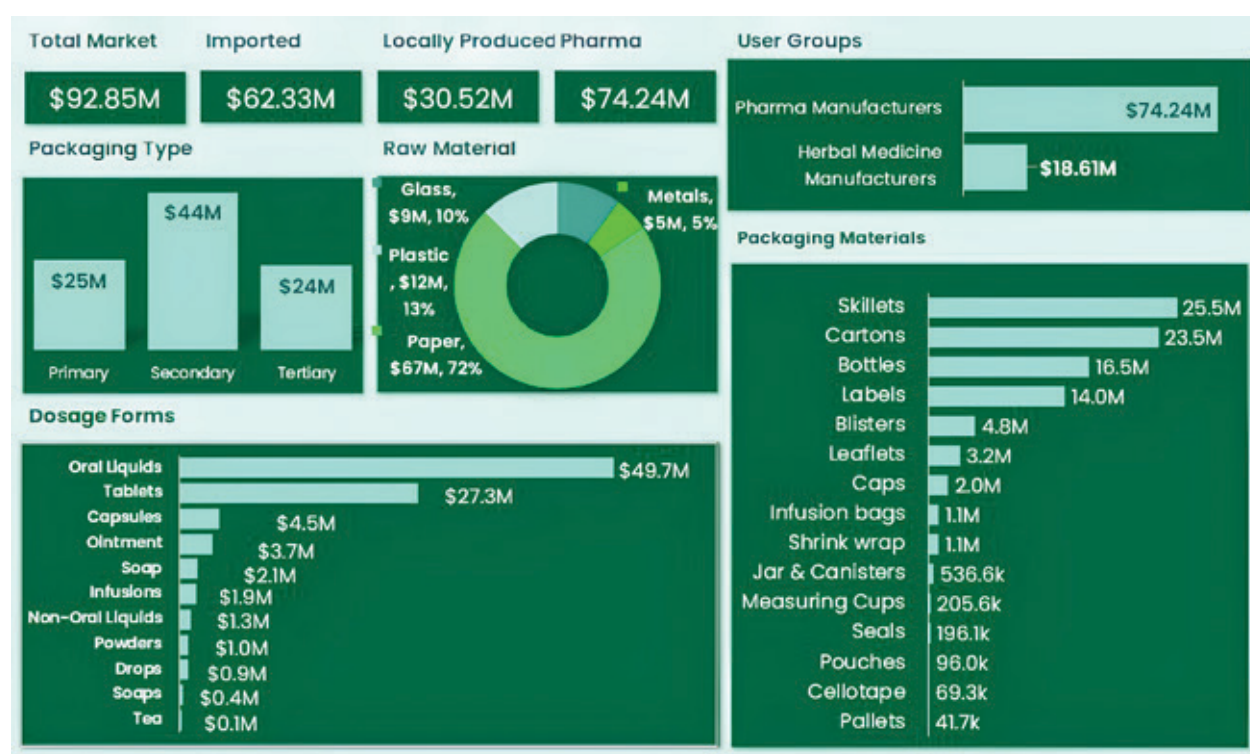 Total Market
Imported
Locally Produced
Pharma
$92.85M
$62.33M
$30.52M
$74.24M
Packaging Type
$25M
$44M
$24M
Primary
Secondary
Tertiary
Raw Material
Glass,
$9M, 10%
Metals,
$5M, 5%
Plastic
, $12M,
13%
Paper,
$67M, 72%
Dosage Forms
Oral Liquids $49.7M
Tablets $27.3M
Capsules $4.5M
Ointment $3.7M
Soap $2.1M
Infusions $1.9M
Non-Oral Liquids $1.3M
Powders $1.0M
Drops $0.9M
Soaps $0.4M
Tea $0.1M
User Groups
Pharma Manufacturers $74.24M
Herbal Medicine
Manufacturers
$18.61M
Packaging Materials
Skillets 25.5M
Cartons 23.5M
Bottles 16.5M
Labels 14.0M
Blisters 4.8M
Leaflets 3.2M
Caps 2.0M
Infusion bags 1.1M
Shrink wrap 1.1M
Jar & Canisters 536.6k
Measuring Cups 205.6k
Seals 196.1k
Pouches 96.0k
Cellotape 69.3k
Pallets 41.7k